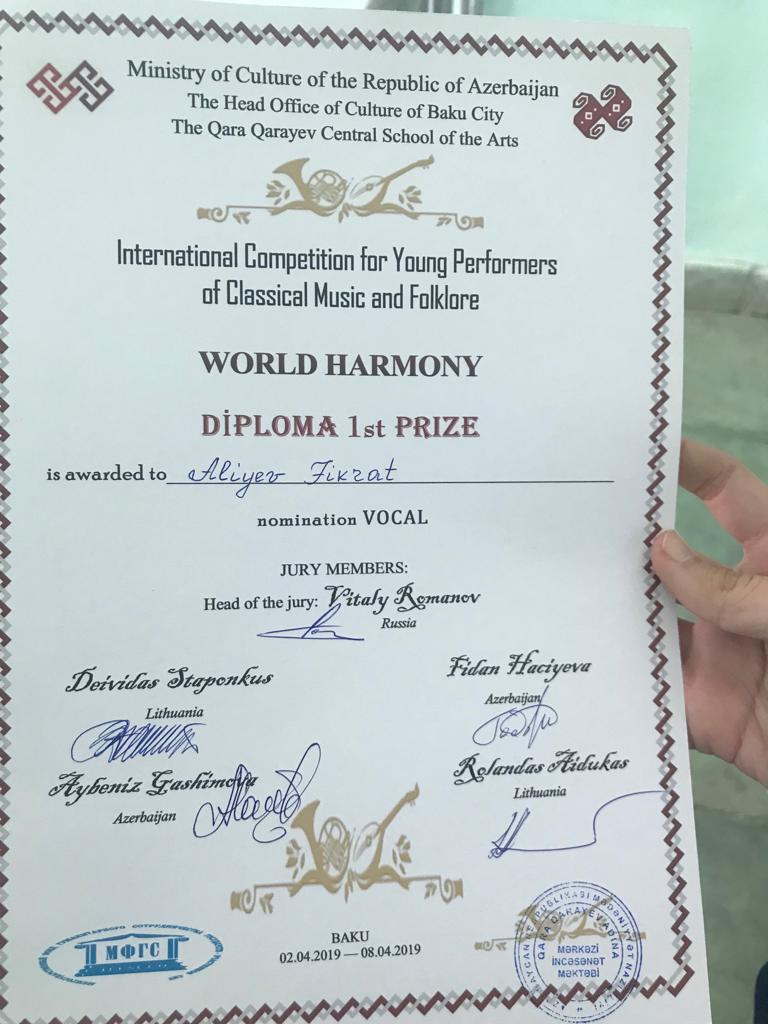 Ministry of Culture of the Republic of Azerbaijan
The Head Office of Culture of Baku City
The Qara Qarayev Central School of the Arts
International Competition for Young Performers
of Classical Music and Folklore
WORLD HARMONY
DİPLOMA 1st PRIZE
is awarded to Aliyev Fikrat
nomination VOCAL
JURY MEMBERS:
Head of the jury: Vitaly Romanov
Russia
Deividas Staponkus
Lithuania
Fidan Haciyeva
Azerbaijan
Aybeniz Gashimova
Azerbaijan
Rolandas Aidukas
Lithuania
BAKU
02.04.2019 — 08.04.2019
МФГС
QARA QARAYEV ADINA
MƏRKƏZİ
İNCƏSƏNƏT
MƏKTƏBİ